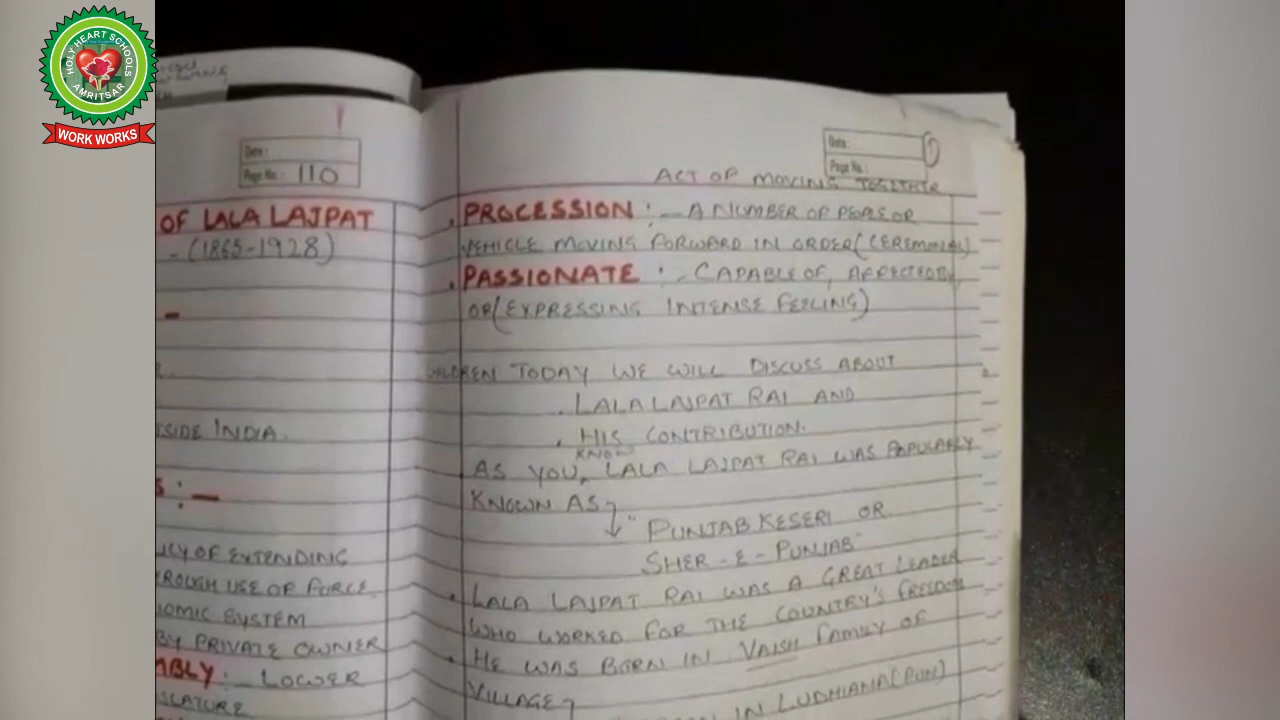 HOLY HEART SCHOOLS
AMRITSAR
WORK WORKS
Date :
Page No.: 110
OF LALA LAJPAT
- (1865-1928)
SIDE INDIA.
S : -
OF EXTENDING
THROUGH USE OF FORCE.
OMIC SYSTEM
BY PRIVATE OWNER
MBLY: LOWER
SLATURE
Date :
Page No.:
ACT OF MOVING TOGETHER
. PROCESSION :- A NUMBER OF PEOPLE OR
VEHICLE MOVING FORWARD IN ORDER (CEREMONIAL)
. PASSIONATE :- CAPABLE OF, AFFECTED BY
OR (EXPRESSING INTENSE FEELING)
CHILDREN TODAY WE WILL DISCUSS ABOUT
. LALA LAJPAT RAI AND
. HIS CONTRIBUTION.
KNOW
. AS YOU, LALA LAJPAT RAI WAS POPULARLY
KNOWN AS
" PUNJAB KESERI OR
SHER - E - PUNJAB"
. LALA LAJPAT RAI WAS A GREAT LEADER
WHO WORKED FOR THE COUNTRY'S FREEDOM
. HE WAS BORN IN VAISH FAMILY OF
VILLAGE
IN LUDHIANA (PUN)